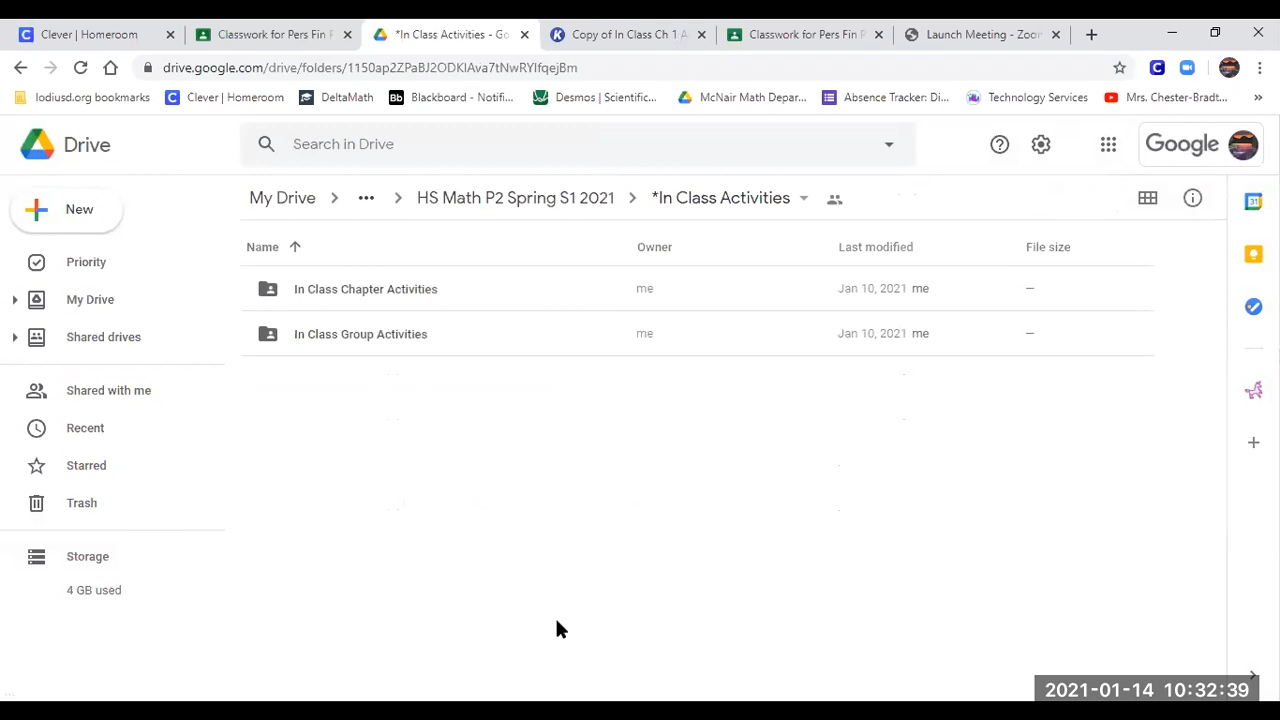 Clever | Homeroom
Classwork for Pers Fin F
*In Class Activities - Go
Copy of In Class Ch 1 A
Classwork for Pers Fin P
Launch Meeting - Zoom
drive.google.com/drive/folders/1150ap2ZPaBJ2ODKIAva7tNwRYIfqejBm
lodiusd.org bookmarks
Clever | Homeroom
DeltaMath
Blackboard - Notifi...
Desmos | Scientific...
McNair Math Depar...
Absence Tracker: Di...
Technology Services
Mrs. Chester-Bradt...
Drive
Search in Drive
Google
New
My Drive
HS Math P2 Spring S1 2021
*In Class Activities
Name
Owner
Last modified
File size
In Class Chapter Activities
me
Jan 10, 2021 me
—
In Class Group Activities
me
Jan 10, 2021 me
—
Priority
My Drive
Shared drives
Shared with me
Recent
Starred
Trash
Storage
4 GB used
2021-01-14 10:32:39